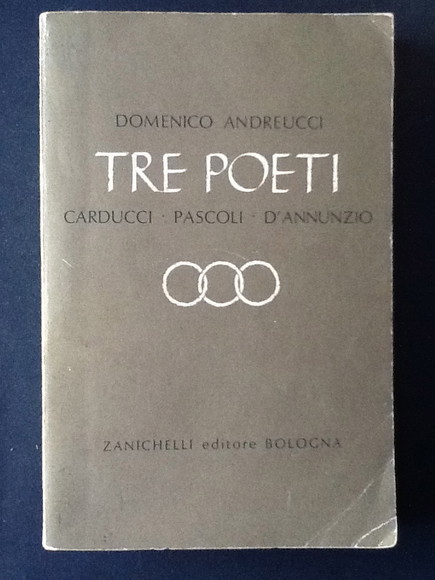 DOMENICO ANDREUCCI
TRE POETI
CARDUCCI · PASCOLI · D'ANNUNZIO
ZANICHELLI editore BOLOGNA